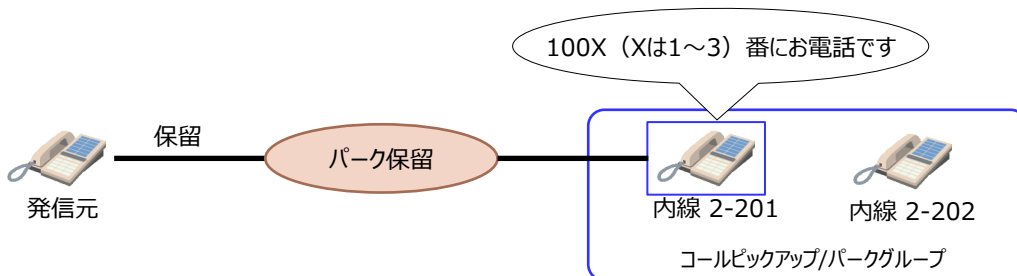 100X（Xは1～3）番にお電話です
保留
パーク保留
発信元
内線 2-201
内線 2-202
コールピックアップ/パークグループ